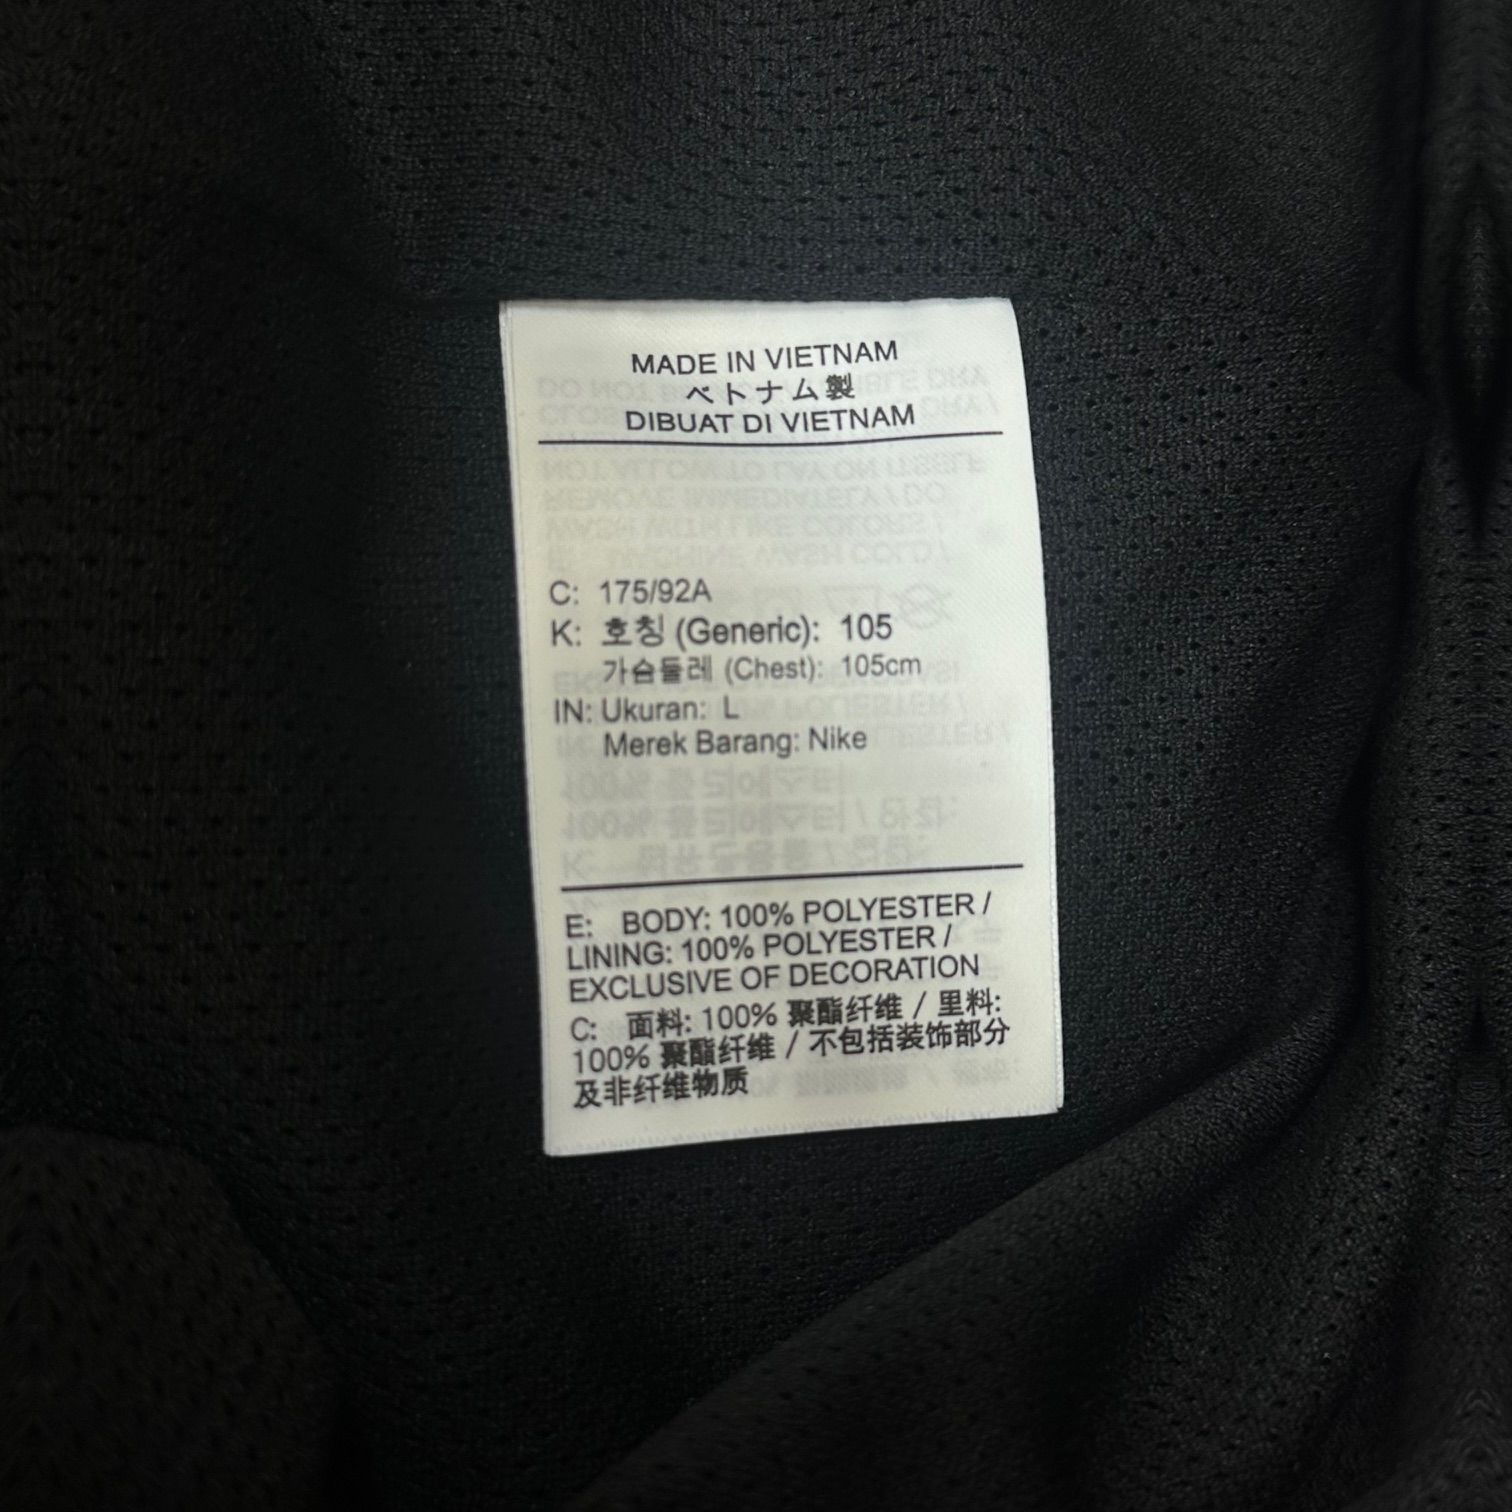 MADE IN VIETNAM
ベトナム製
DIBUAT DI VIETNAM
C: 175/92A
K: 호칭 (Generic): 105
가슴둘레 (Chest): 105cm
IN: Ukuran: L
Merek Barang: Nike
E: BODY: 100% POLYESTER /
LINING: 100% POLYESTER /
EXCLUSIVE OF DECORATION
C: 面料: 100% 聚酯纤维 / 里料:
100% 聚酯纤维 / 不包括装饰部分
及非纤维物质